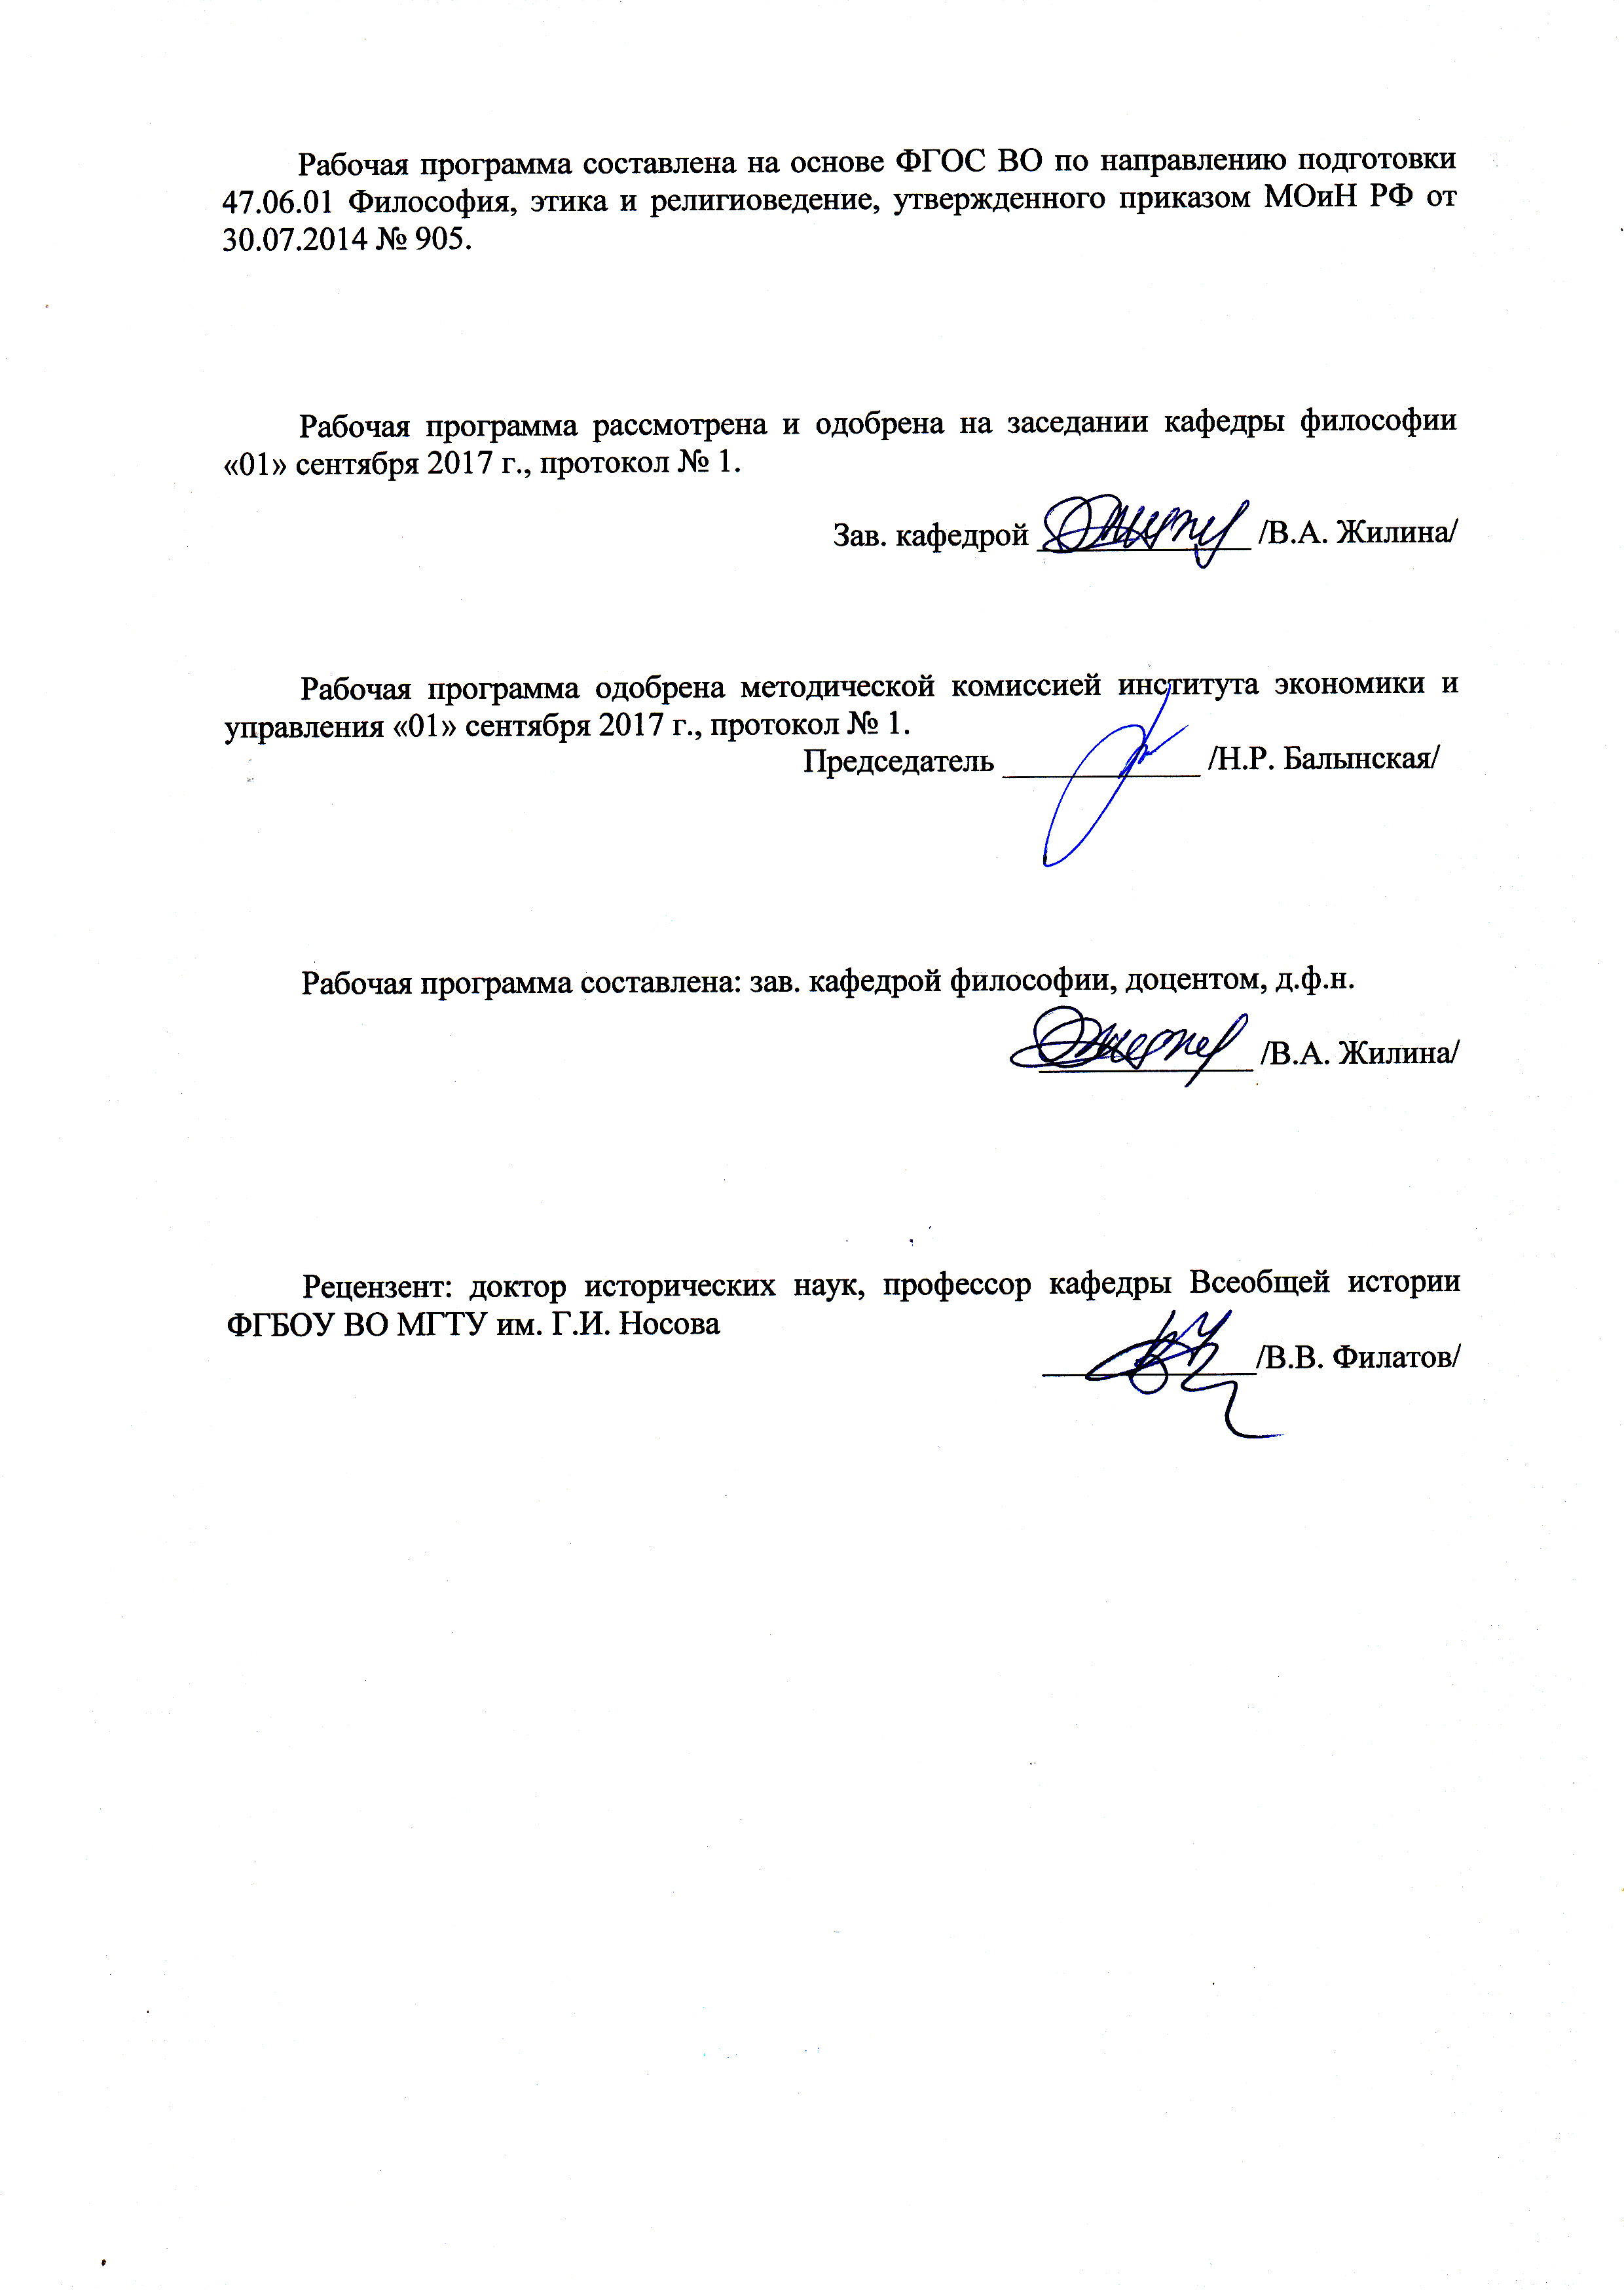 Рабочая программа составлена на основе ФГОС ВО по направлению подготовки
47.06.01 Философия, этика и религиоведение, утвержденного приказом МОиН РФ от
30.07.2014 № 905.
Рабочая программа рассмотрена и одобрена на заседании кафедры философии
«01» сентября 2017 г., протокол № 1.
Зав. кафедрой ____________ /В.А. Жилина/
Рабочая программа одобрена методической комиссией института экономики и
управления «01» сентября 2017 г., протокол № 1.
Председатель ____________ /Н.Р. Балынская/
Рабочая программа составлена: зав. кафедрой философии, доцентом, д.ф.н.
____________ /В.А. Жилина/
Рецензент: доктор исторических наук, профессор кафедры Всеобщей истории
ФГБОУ ВО МГТУ им. Г.И. Носова
____________/В.В. Филатов/